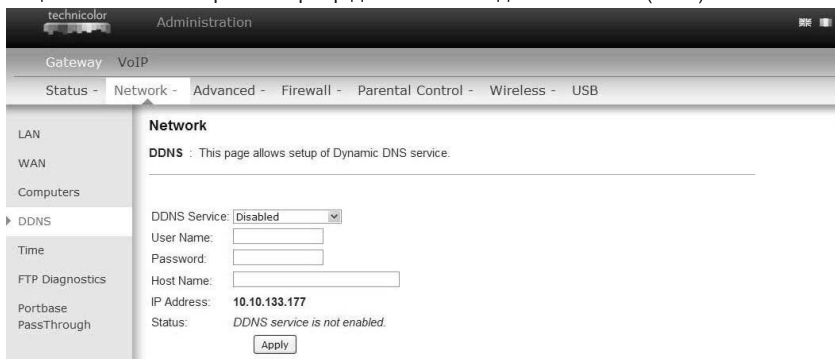 technicolor
Administration
Gateway VoIP
Status - Network - Advanced - Firewall - Parental Control - Wireless - USB
LAN
WAN
Computers
DDNS
Time
FTP Diagnostics
Portbase
PassThrough
Network
DDNS : This page allows setup of Dynamic DNS service.
DDNS Service: Disabled
User Name:
Password:
Host Name:
IP Address: 10.10.133.177
Status: DDNS service is not enabled.
Apply